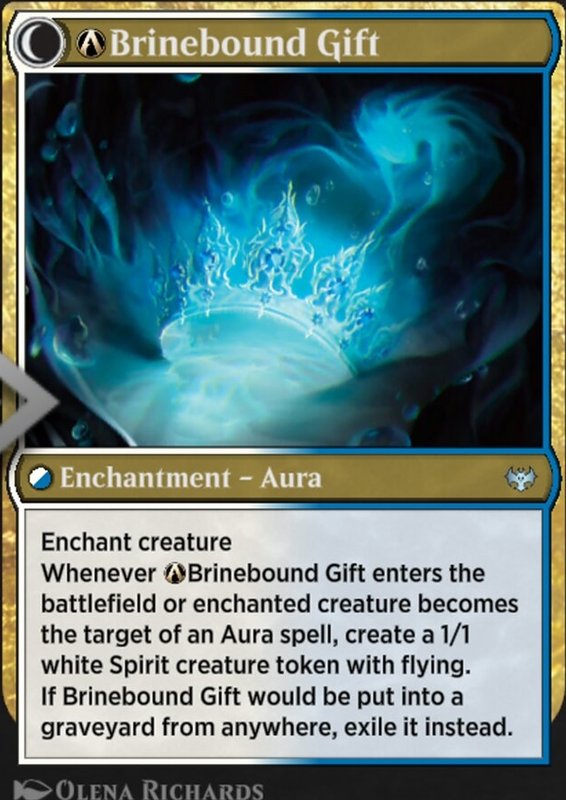 Brinebound Gift
Enchantment – Aura
Enchant creature
Whenever Brinebound Gift enters the
battlefield or enchanted creature becomes
the target of an Aura spell, create a 1/1
white Spirit creature token with flying.
If Brinebound Gift would be put into a
graveyard from anywhere, exile it instead.
Olena Richards